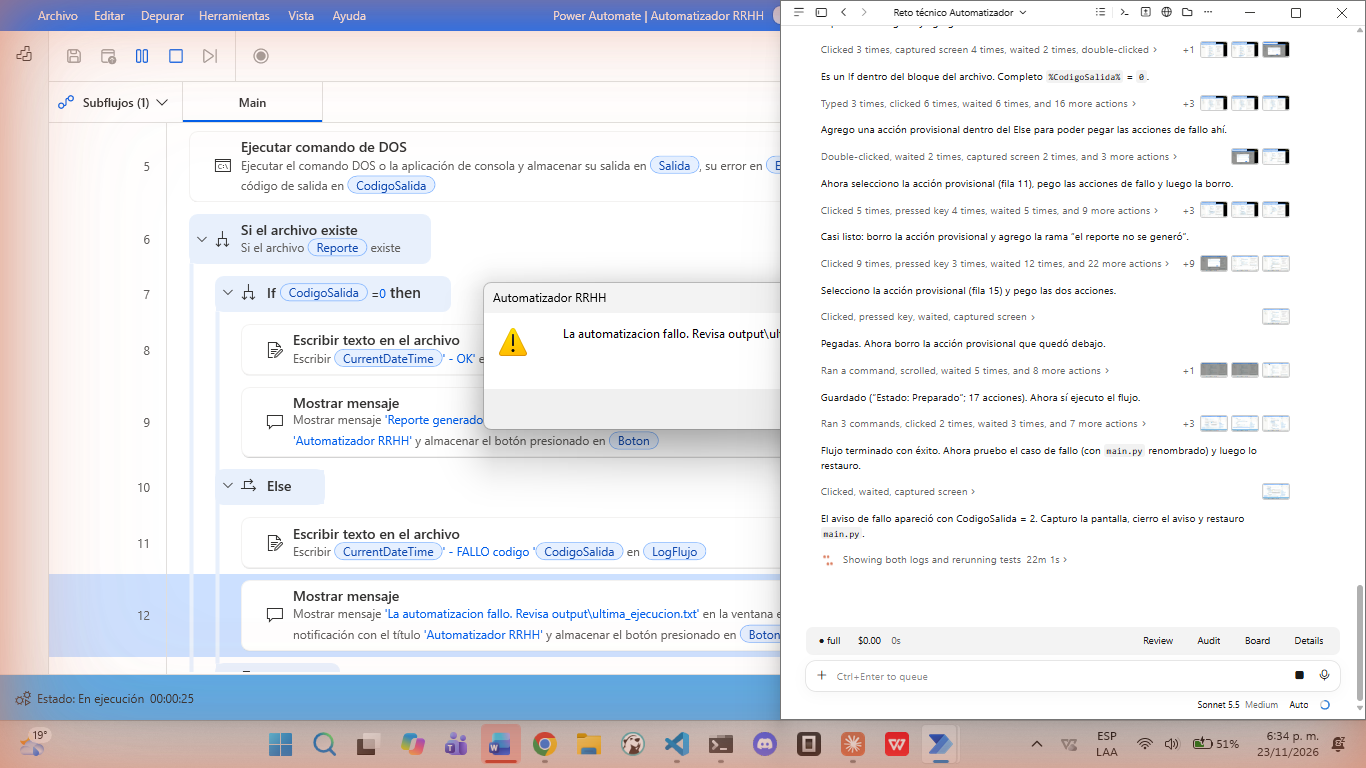 Archivo Editar Depurar Herramientas Vista Ayuda
Power Automate | Automatizador RRHH
Subflujos (1)
Main
5
Ejecutar comando de DOS
Ejecutar el comando DOS o la aplicación de consola y almacenar su salida en Salida , su error en
código de salida en CodigoSalida
6
Si el archivo existe
Si el archivo Reporte existe
7
If CodigoSalida =0 then
8
Escribir texto en el archivo
Escribir CurrentDateTime ' - OK' e
9
Mostrar mensaje
Mostrar mensaje 'Reporte generado
'Automatizador RRHH' y almacenar el botón presionado en Boton
10
Else
11
Escribir texto en el archivo
Escribir CurrentDateTime ' - FALLO codigo ' CodigoSalida en LogFlujo
12
Mostrar mensaje
Mostrar mensaje 'La automatizacion fallo. Revisa output\ultima_ejecucion.txt' en la ventana e
notificación con el título 'Automatizador RRHH' y almacenar el botón presionado en Boton
Estado: En ejecución 00:00:25
Automatizador RRHH
La automatizacion fallo. Revisa output\ult
Reto técnico Automatizador
Clicked 3 times, captured screen 4 times, waited 2 times, double-clicked
+1
Es un If dentro del bloque del archivo. Completo %CodigoSalida% = 0.
Typed 3 times, clicked 6 times, waited 6 times, and 16 more actions
+3
Agrego una acción provisional dentro del Else para poder pegar las acciones de fallo ahí.
Double-clicked, waited 2 times, captured screen 2 times, and 3 more actions
Ahora selecciono la acción provisional (fila 11), pego las acciones de fallo y luego la borro.
Clicked 5 times, pressed key 4 times, waited 5 times, and 9 more actions
+3
Casi listo: borro la acción provisional y agrego la rama "el reporte no se generó".
Clicked 9 times, pressed key 3 times, waited 12 times, and 22 more actions
+9
Selecciono la acción provisional (fila 15) y pego las dos acciones.
Clicked, pressed key, waited, captured screen
Pegadas. Ahora borro la acción provisional que quedó debajo.
Ran a command, scrolled, waited 5 times, and 8 more actions
+1
Guardado ("Estado: Preparado"; 17 acciones). Ahora sí ejecuto el flujo.
Ran 3 commands, clicked 2 times, waited 3 times, and 7 more actions
+3
Flujo terminado con éxito. Ahora pruebo el caso de fallo (con main.py renombrado) y luego lo
restauro.
Clicked, waited, captured screen
El aviso de fallo apareció con CodigoSalida = 2. Capturo la pantalla, cierro el aviso y restauro
main.py.
Showing both logs and rerunning tests 22m 1s
full $0.00 0s Review Audit Board Details
Ctrl+Enter to queue
Sonnet 5.5 Medium Auto
19°
ESP
LAA
51%
6:34 p. m.
23/11/2026